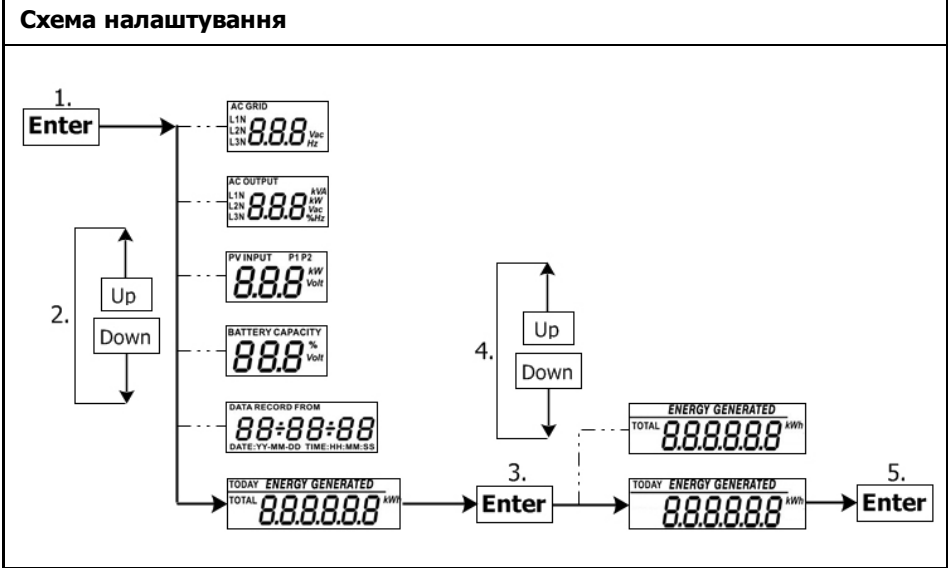 Схема налаштування
1.
Enter
AC GRID
L1N
L2N 8.8.8 Vac
L3N Hz
AC OUTPUT
L1N kVA
L2N 8.8.8 kW
L3N Vac
%Hz
2.
Up
Down
PV INPUT P1 P2
8.8.8 kW
Volt
BATTERY CAPACITY
88.8 %
Volt
DATA RECORD FROM
88:88:88
DATE:YY-MM-DD TIME:HH:MM:SS
TODAY ENERGY GENERATED
TOTAL 8.8.8.8.8.8 kWh
3.
Enter
4.
Up
Down
ENERGY GENERATED
TOTAL 8.8.8.8.8.8 kWh
TODAY ENERGY GENERATED
8.8.8.8.8.8 kWh
5.
Enter